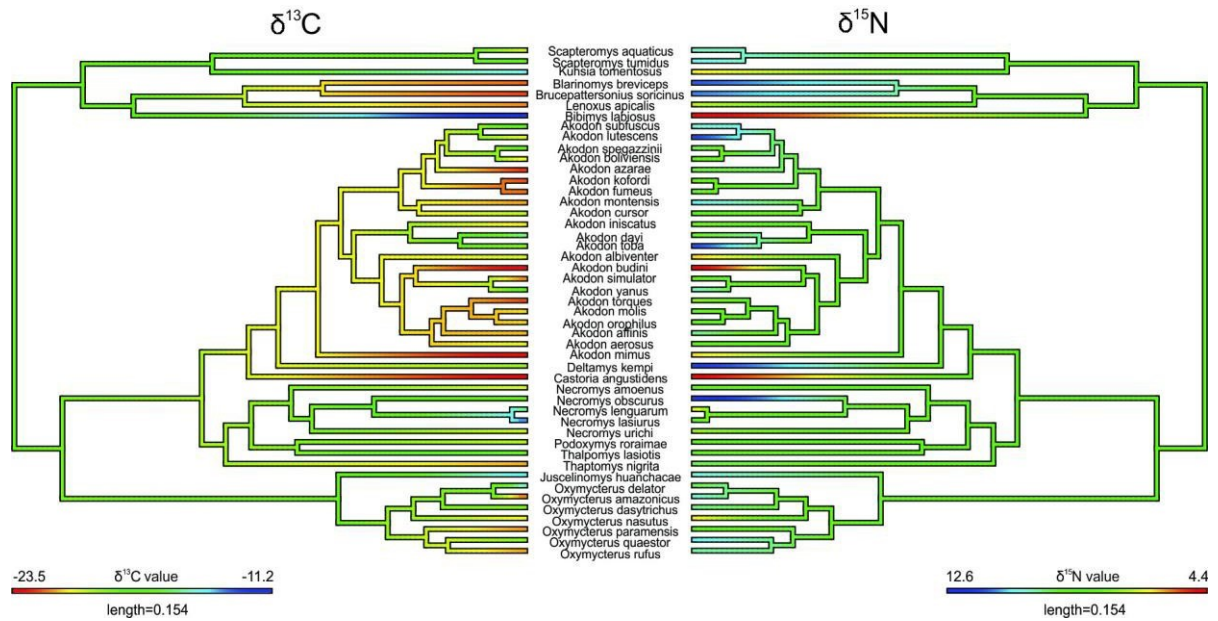 δ13C
δ15N
Scapteromys aquaticus
Scapteromys tumidus
Kunsia tomentosus
Blarinomys breviceps
Brucepattersonius soricinus
Lenoxus apicalis
Bibimys labiosus
Akodon subfuscus
Akodon lutescens
Akodon spegazzinii
Akodon boliviensis
Akodon azarae
Akodon kofordi
Akodon fumeus
Akodon montensis
Akodon cursor
Akodon iniscatus
Akodon dayi
Akodon toba
Akodon albiventer
Akodon budini
Akodon simulator
Akodon yanus
Akodon torques
Akodon molis
Akodon orophilus
Akodon affinis
Akodon aerosus
Akodon mimus
Deltamys kempi
Castoria angustidens
Necromys amoenus
Necromys obscurus
Necromys lenguarum
Necromys lasiurus
Necromys urichi
Podoxymys roraimae
Thalpomys lasiotis
Thaptomys nigrita
Juscelinomys huanchacae
Oxymycterus delator
Oxymycterus amazonicus
Oxymycterus dasytrichus
Oxymycterus nasutus
Oxymycterus paramensis
Oxymycterus quaestor
Oxymycterus rufus
-23.5 δ13C value -11.2
length=0.154
12.6 δ15N value 4.4
length=0.154